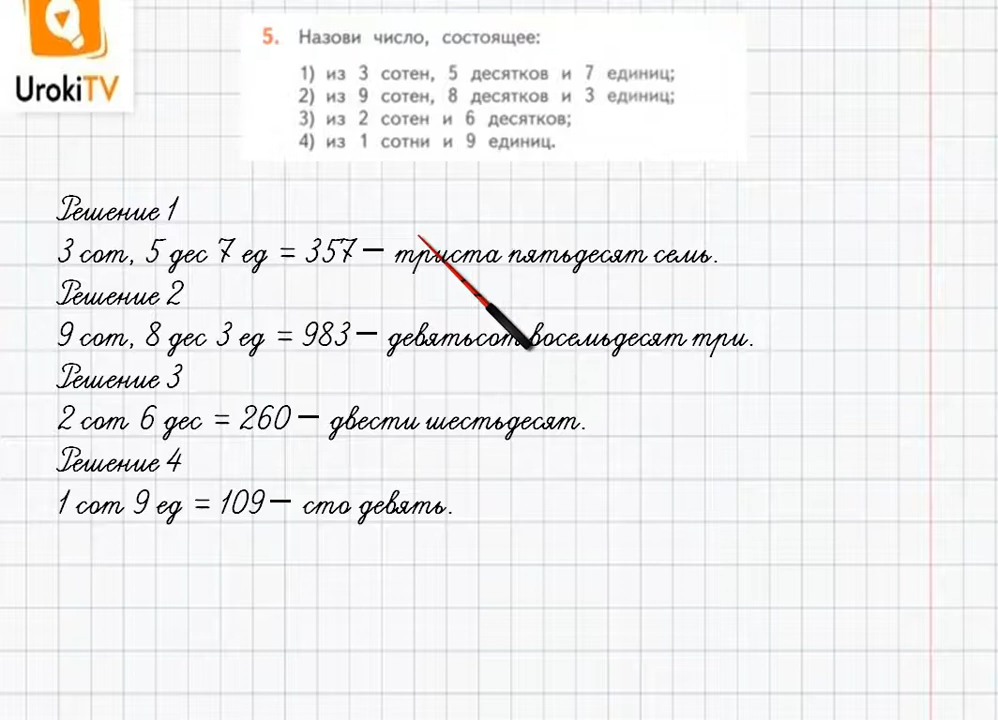 UrokiTV
5. Назови число, состоящее:
1) из 3 сотен, 5 десятков и 7 единиц;
2) из 9 сотен, 8 десятков и 3 единиц;
3) из 2 сотен и 6 десятков;
4) из 1 сотни и 9 единиц.
Решение 1
3 сот, 5 дес 7 ед = 357 — триста пятьдесят семь.
Решение 2
9 сот, 8 дес 3 ед = 983 — девятьсот восемьдесят три.
Решение 3
2 сот 6 дес = 260 — двести шестьдесят.
Решение 4
1 сот 9 ед = 109 — сто девять.